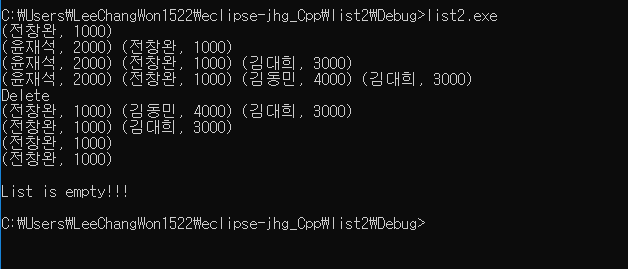 C:₩Users₩LeeChangWon1522₩eclipse-jhg_Cpp₩list2₩Debug>list2.exe
(전창완, 1000)
(윤재석, 2000) (전창완, 1000)
(윤재석, 2000) (전창완, 1000) (김대희, 3000)
(윤재석, 2000) (전창완, 1000) (김동민, 4000) (김대희, 3000)
Delete
(전창완, 1000) (김동민, 4000) (김대희, 3000)
(전창완, 1000) (김대희, 3000)
(전창완, 1000)
(전창완, 1000)
List is empty!!!
C:₩Users₩LeeChangWon1522₩eclipse-jhg_Cpp₩list2₩Debug>